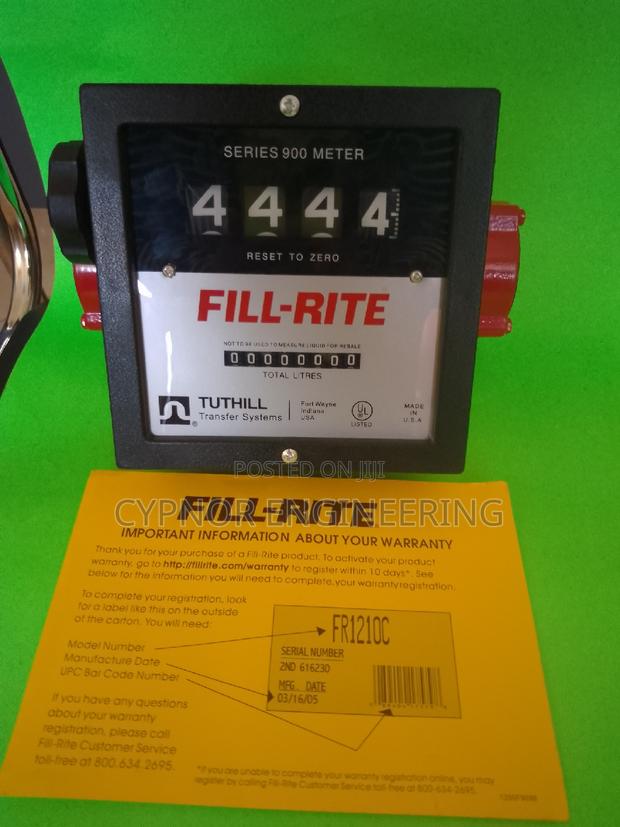 SERIES 900 METER
4 4 4 4
RESET TO ZERO
FILL-RITE
NOT TO BE USED TO MEASURE LIQUID FOR RESALE
0 0 0 0 0 0 0 0
TOTAL LITRES
TUTHILL
Transfer Systems
®
Fort Wayne
Indiana
USA
UL
LISTED
MADE
IN
U.S.A
POSTED ON JIJI
CYPNOR ENGINEERING
FILL-RITE
IMPORTANT INFORMATION ABOUT YOUR WARRANTY
Thank you for your purchase of a Fill-Rite product. To activate your product
warranty, go to http://fillrite.com/warranty to register within 10 days*. See
below for the information you will need to complete your warranty registration.
To complete your registration, look
for a label like this on the outside
of the carton. You will need:
Model Number
Manufacture Date
UPC Bar Code Number
FR1210C
SERIAL NUMBER
2ND 616230
MFG. DATE
03/16/05
If you have any questions
about your warranty
registration, please call
Fill-Rite Customer Service
toll-free at 800.634.2695.
*If you are unable to complete your warranty registration online, you may
register by calling Fill-Rite Customer Service toll-free at 800-634-2695.